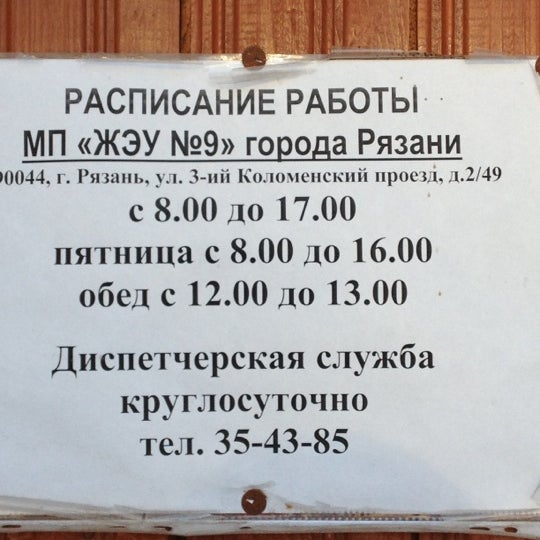 РАСПИСАНИЕ РАБОТЫ
МП «ЖЭУ №9» города Рязани
90044, г. Рязань, ул. 3-ий Коломенский проезд, д.2/49
с 8.00 до 17.00
пятница с 8.00 до 16.00
обед с 12.00 до 13.00
Диспетчерская служба
круглосуточно
тел. 35-43-85